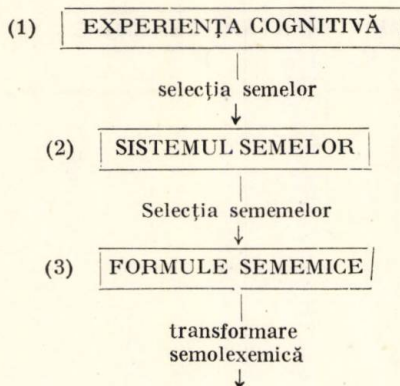 (1) EXPERIENȚA COGNITIVĂ
selecția semelor
(2) SISTEMUL SEMELOR
Selecția sememelor
(3) FORMULE SEMEMICE
transformare
semolexemică